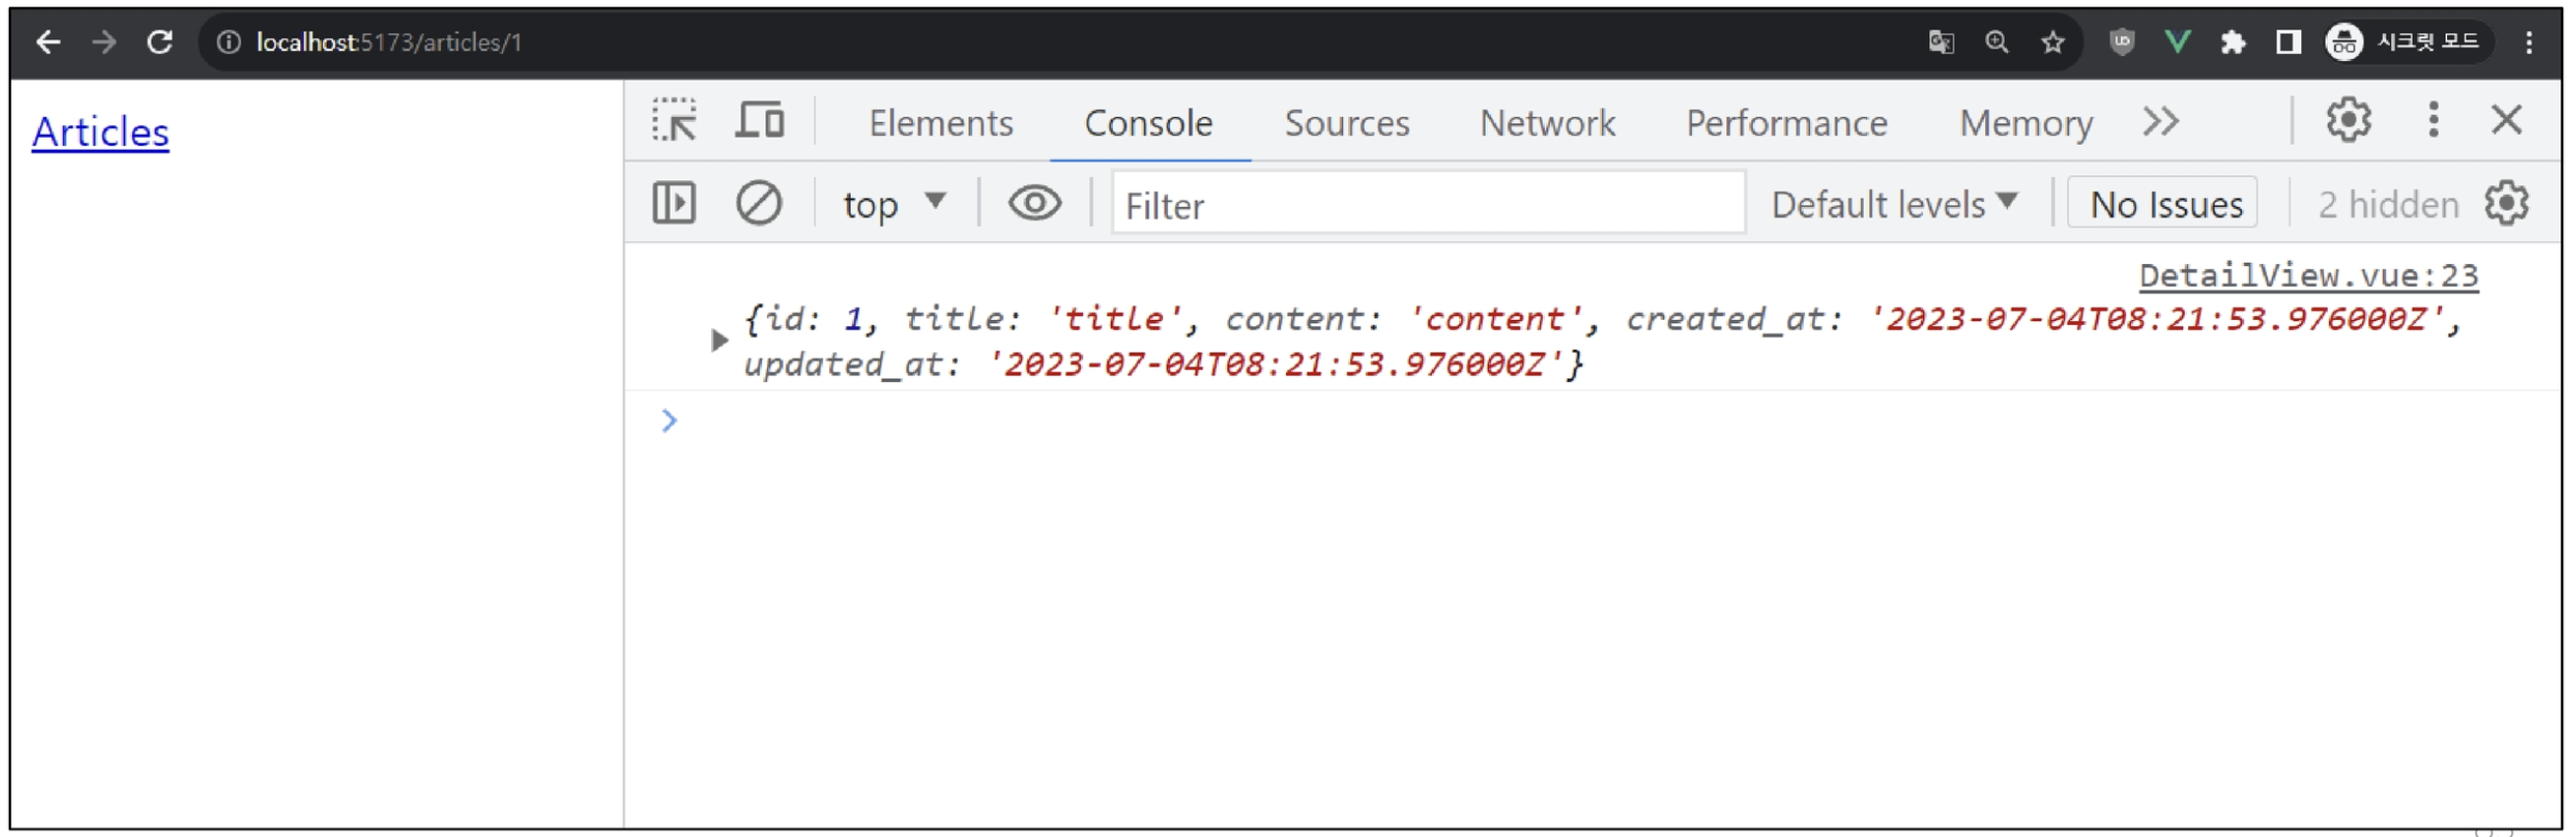 localhost:5173/articles/1
시크릿 모드
Articles
Elements Console Sources Network Performance Memory
top Filter Default levels No Issues 2 hidden
DetailView.vue:23
{id: 1, title: 'title', content: 'content', created_at: '2023-07-04T08:21:53.976000Z',
updated_at: '2023-07-04T08:21:53.976000Z'}